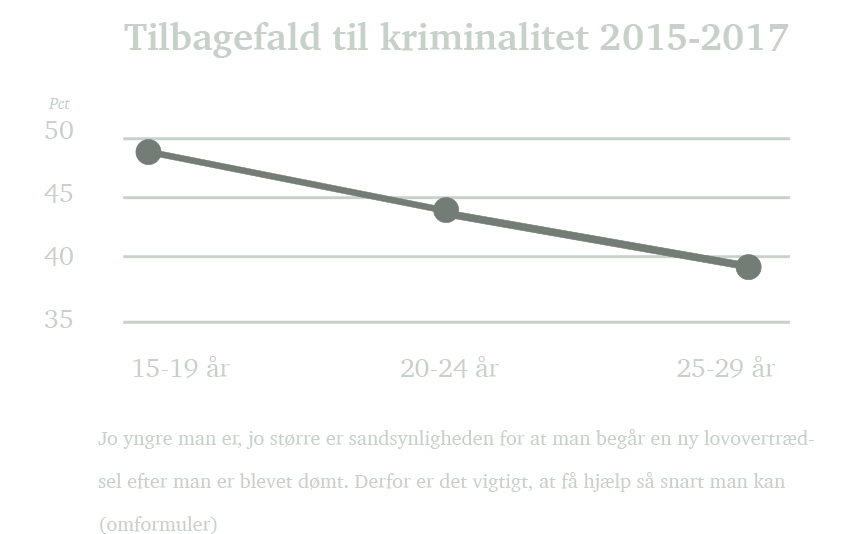 Tilbagefald til kriminalitet 2015-2017
Pct
50
45
40
35
15-19 år 20-24 år 25-29 år
Jo yngre man er, jo større er sandsynligheden for at man begår en ny lovovertræd-
sel efter man er blevet dømt. Derfor er det vigtigt, at få hjælp så snart man kan
(omformuler)